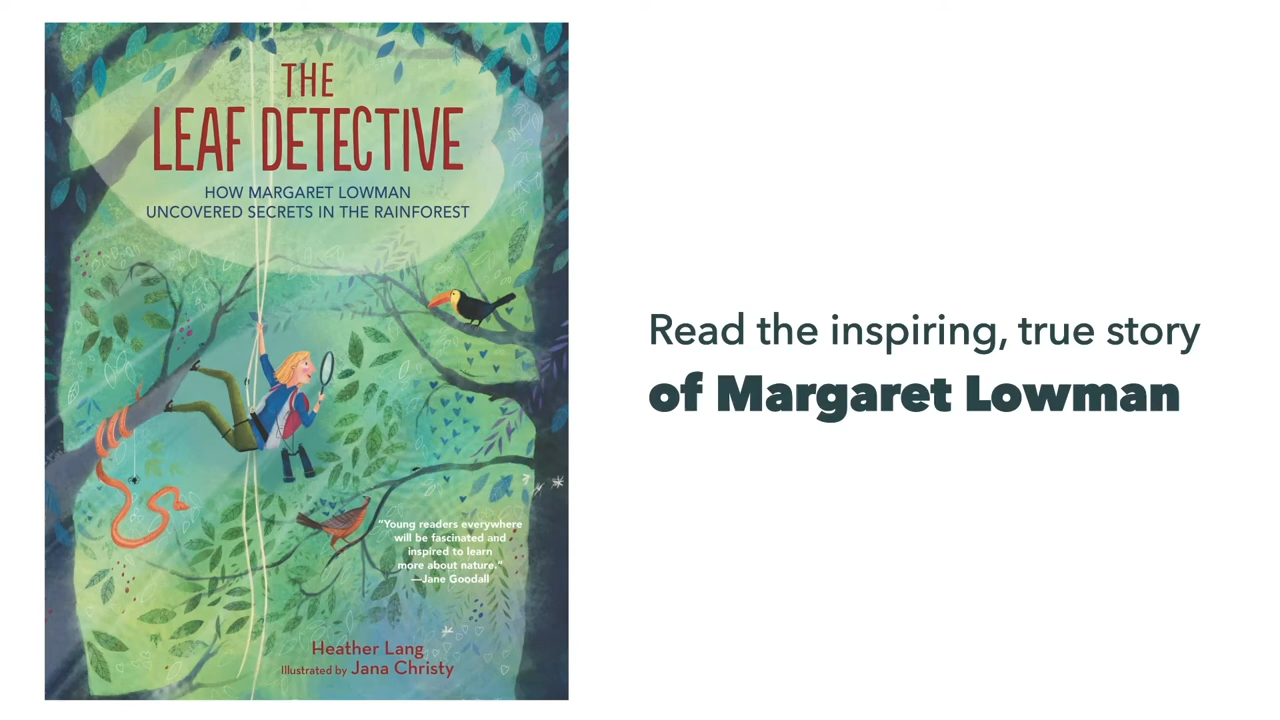 THE
LEAF DETECTIVE
HOW MARGARET LOWMAN
UNCOVERED SECRETS IN THE RAINFOREST
"Young readers everywhere
will be fascinated and
inspired to learn
more about nature."
—Jane Goodall
Heather Lang
Illustrated by Jana Christy
Read the inspiring, true story
of Margaret Lowman